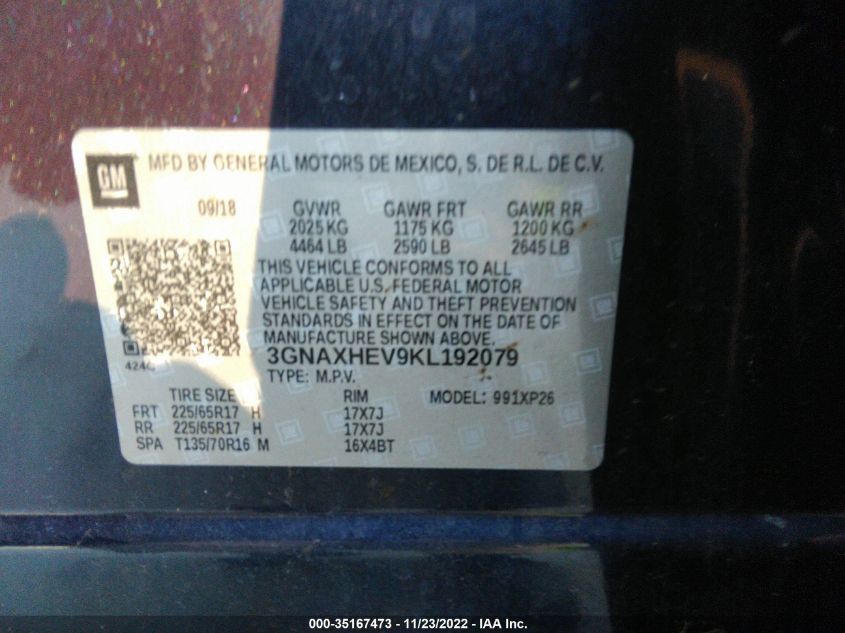 GM
MFD BY GENERAL MOTORS DE MEXICO, S. DE R.L. DE C.V.
09/18 GVWR GAWR FRT GAWR RR
2025 KG 1175 KG 1200 KG
4464 LB 2590 LB 2645 LB
THIS VEHICLE CONFORMS TO ALL
APPLICABLE U.S. FEDERAL MOTOR
VEHICLE SAFETY AND THEFT PREVENTION
STANDARDS IN EFFECT ON THE DATE OF
MANUFACTURE SHOWN ABOVE.
3GNAXHEV9KL192079
TYPE: M.P.V.
TIRE SIZE RIM MODEL: 991XP26
FRT 225/65R17 H 17X7J
RR 225/65R17 H 17X7J
SPA T135/70R16 M 16X4BT
000-35167473 - 11/23/2022 - IAA Inc.